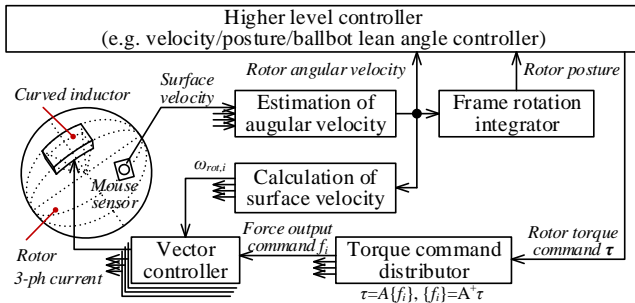 Higher level controller
(e.g. velocity/posture/ballbot lean angle controller)
Surface
velocity
Rotor angular velocity
Rotor posture
Curved inductor
Estimation of
augular velocity
Frame rotation
integrator
Mouse
sensor
ω_rot,i
Calculation of
surface velocity
Rotor
3-ph current
Vector
controller
Force output
command f_i
Torque command
distributor
Rotor torque
command τ
τ=A{f_i}, {f_i}=A⁺τ